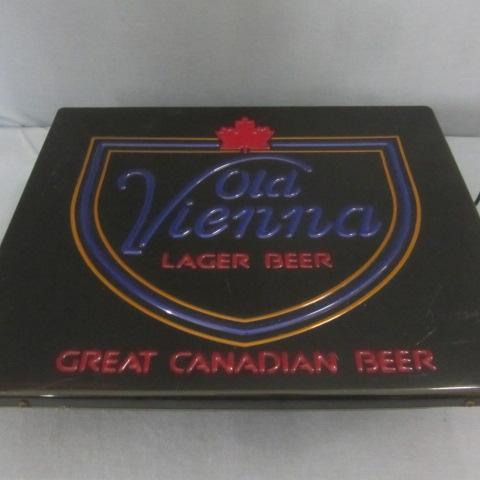 Old
Vienna
LAGER BEER
GREAT CANADIAN BEER